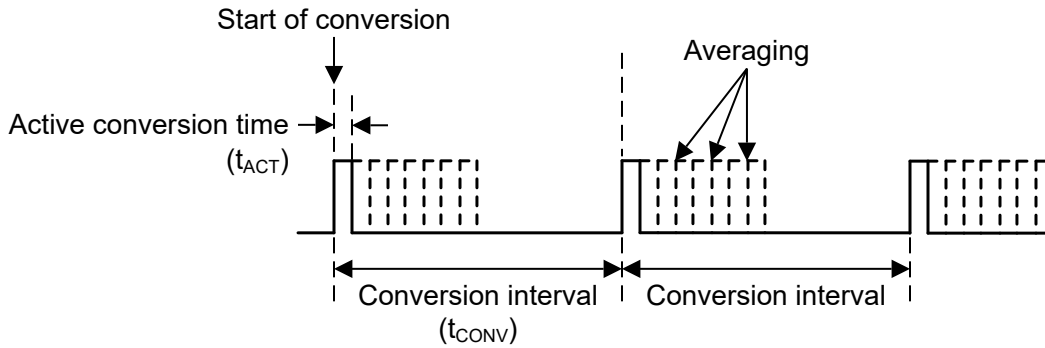 Start of conversion
Averaging
Active conversion time
(tACT)
Conversion interval
(tCONV)
Conversion interval